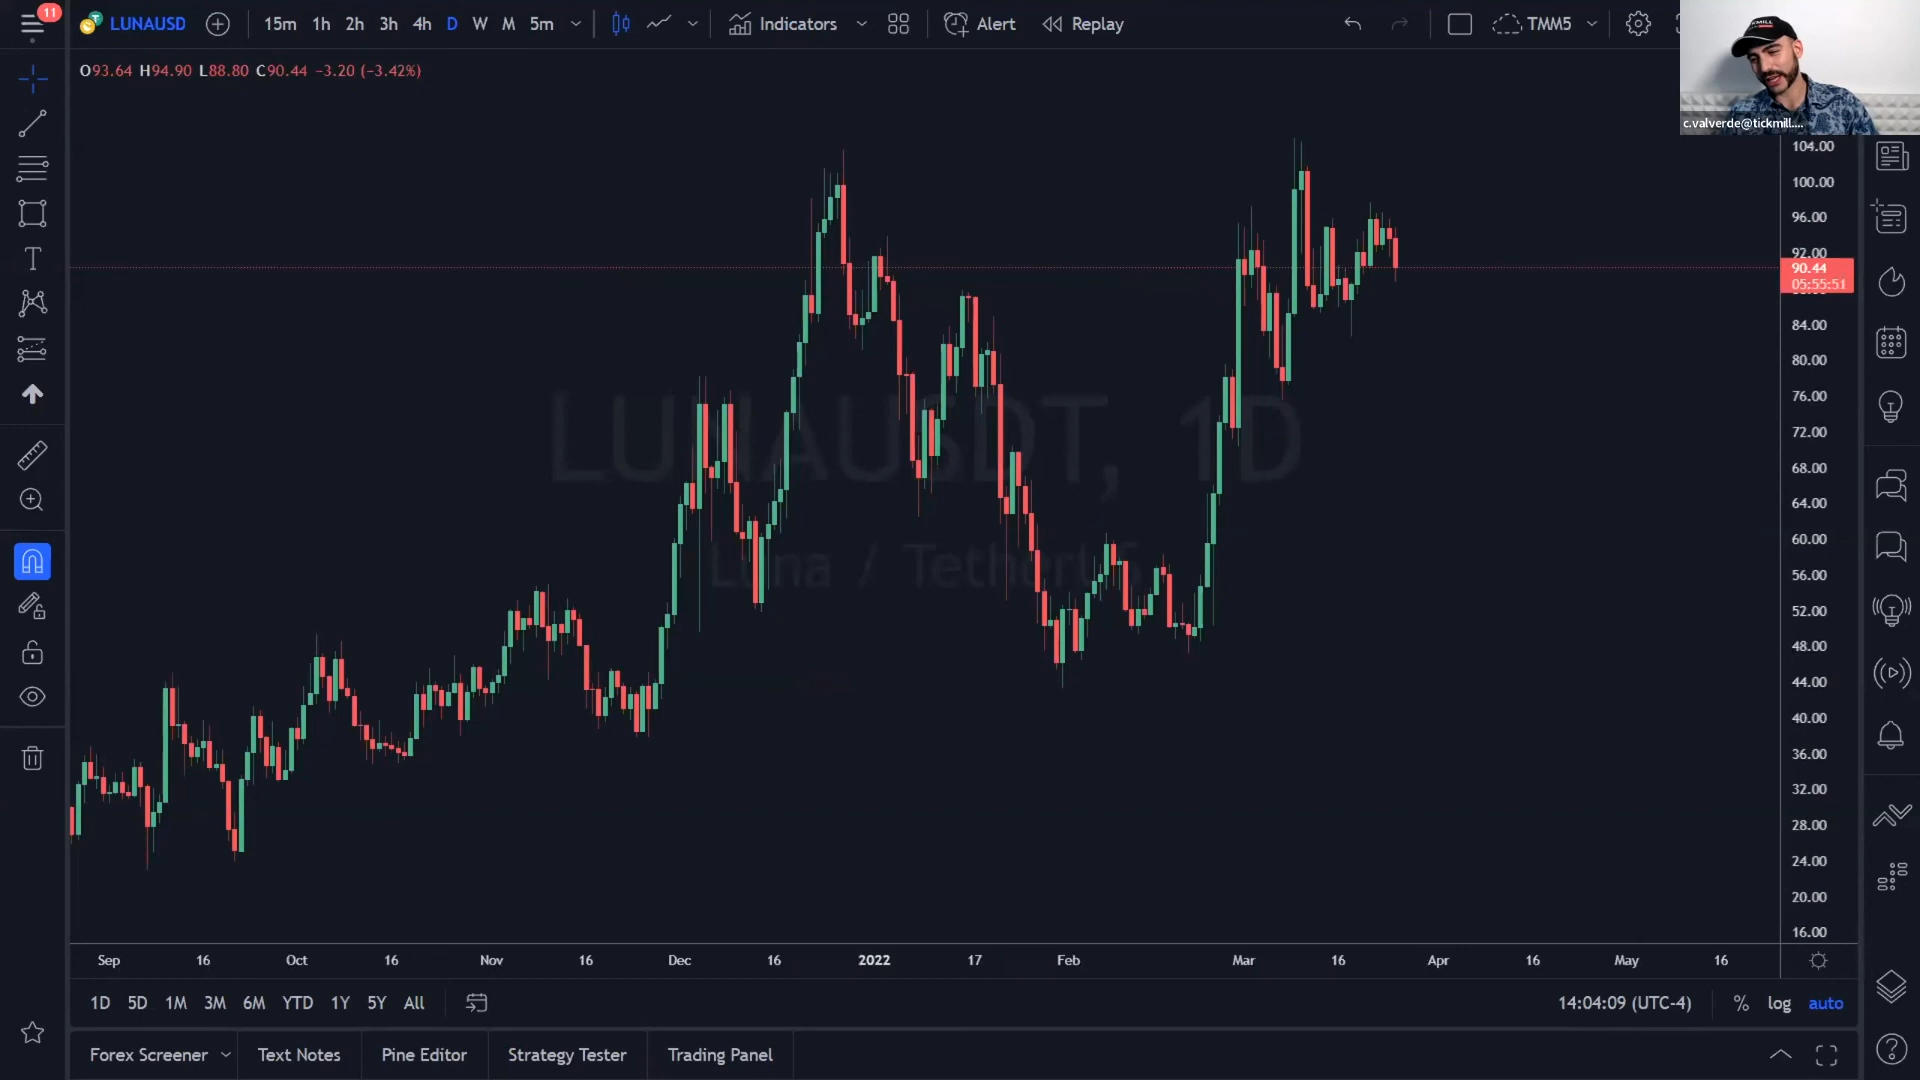 11
LUNAUSD
15m 1h 2h 3h 4h D W M 5m
Indicators
Alert
Replay
TMM5
O93.64 H94.90 L88.80 C90.44 −3.20 (−3.42%)
c.valverde@tickmill....
LUNAUSDT, 1D
Luna / TetherUS
104.00
100.00
96.00
92.00
90.44
05:55:51
84.00
80.00
76.00
72.00
68.00
64.00
60.00
56.00
52.00
48.00
44.00
40.00
36.00
32.00
28.00
24.00
20.00
16.00
Sep 16 Oct 16 Nov 16 Dec 16 2022 17 Feb Mar 16 Apr 16 May 16
1D 5D 1M 3M 6M YTD 1Y 5Y All
14:04:09 (UTC-4)
% log auto
Forex Screener
Text Notes
Pine Editor
Strategy Tester
Trading Panel